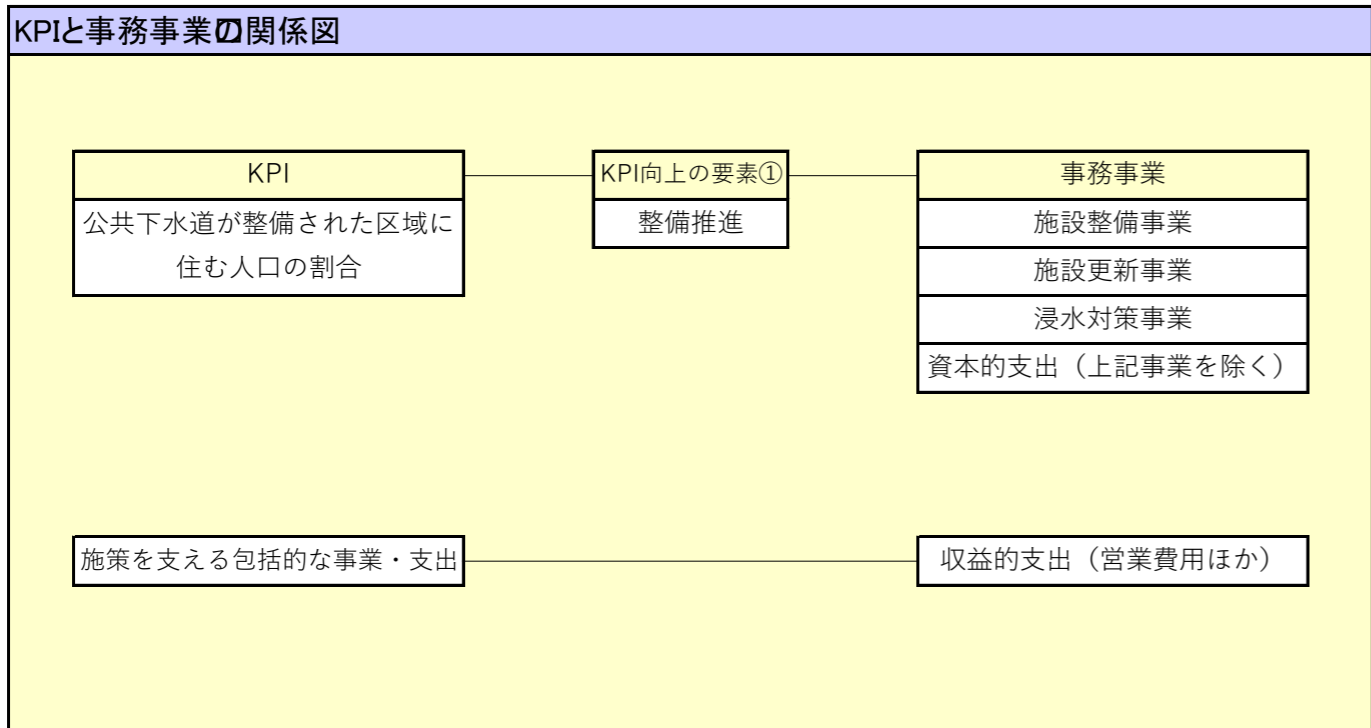 KPIと事務事業の関係図
KPI
KPI向上の要素①
事務事業
公共下水道が整備された区域に
住む人口の割合
整備推進
施設整備事業
施設更新事業
浸水対策事業
資本的支出（上記事業を除く）
施策を支える包括的な事業・支出
収益的支出（営業費用ほか）